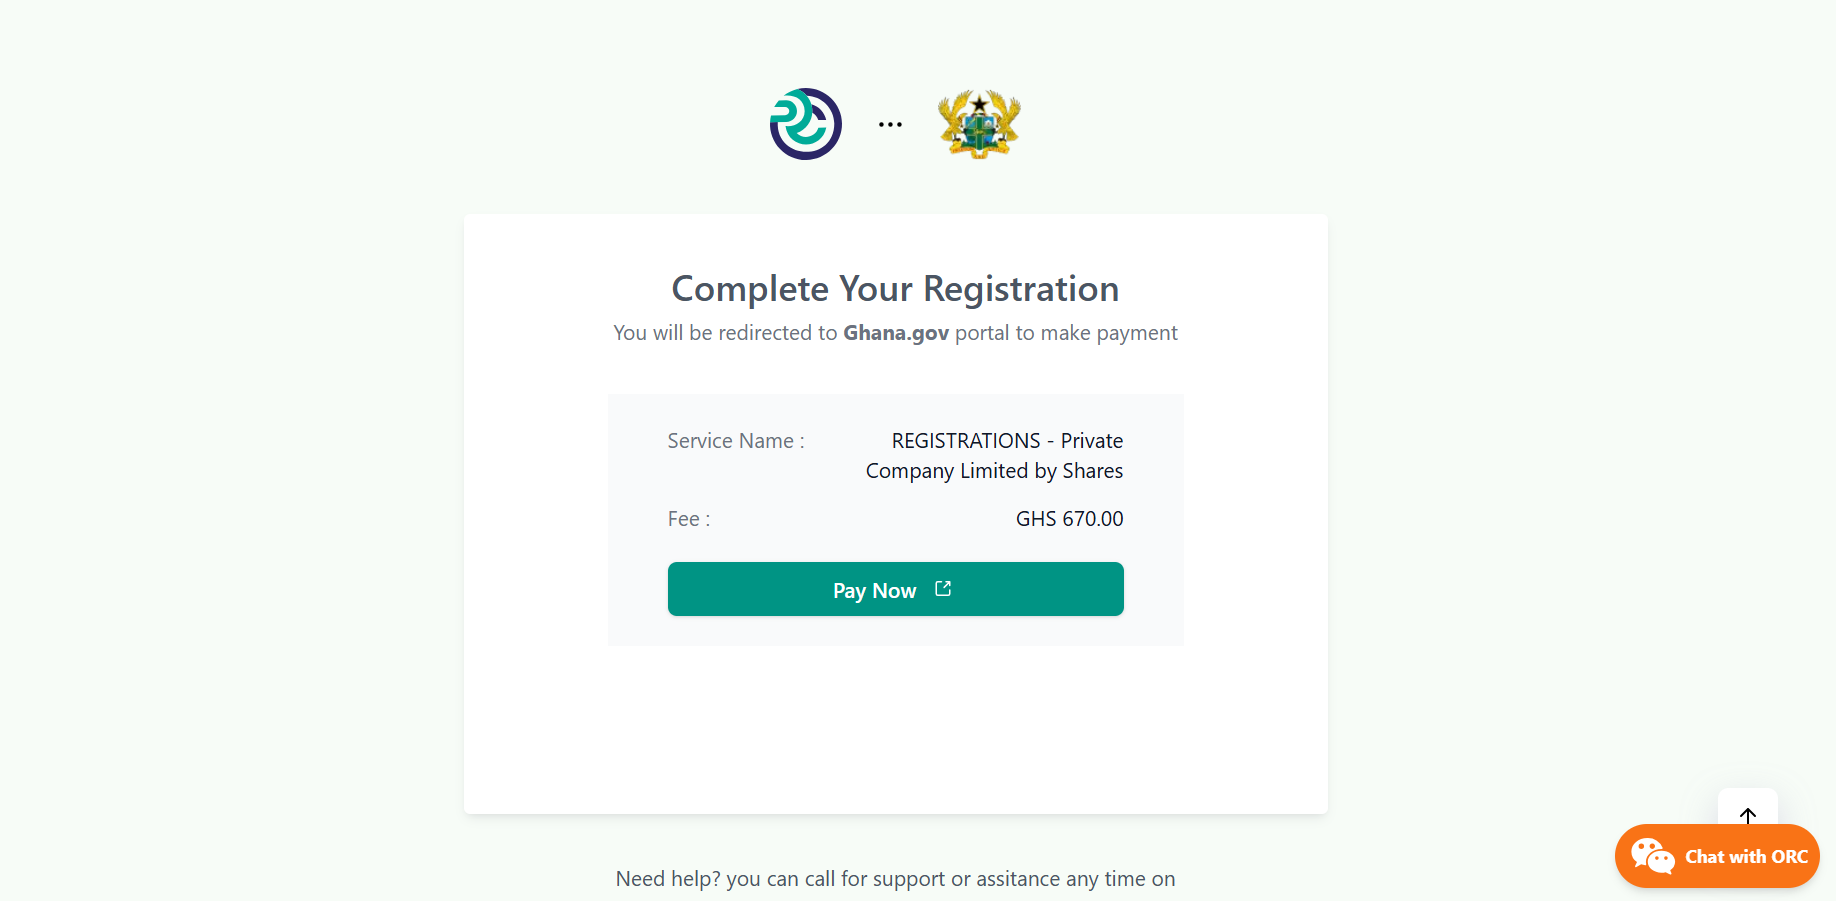 Complete Your Registration
You will be redirected to Ghana.gov portal to make payment
Service Name :
REGISTRATIONS - Private
Company Limited by Shares
Fee :
GHS 670.00
Pay Now
Need help? you can call for support or assitance any time on
Chat with ORC